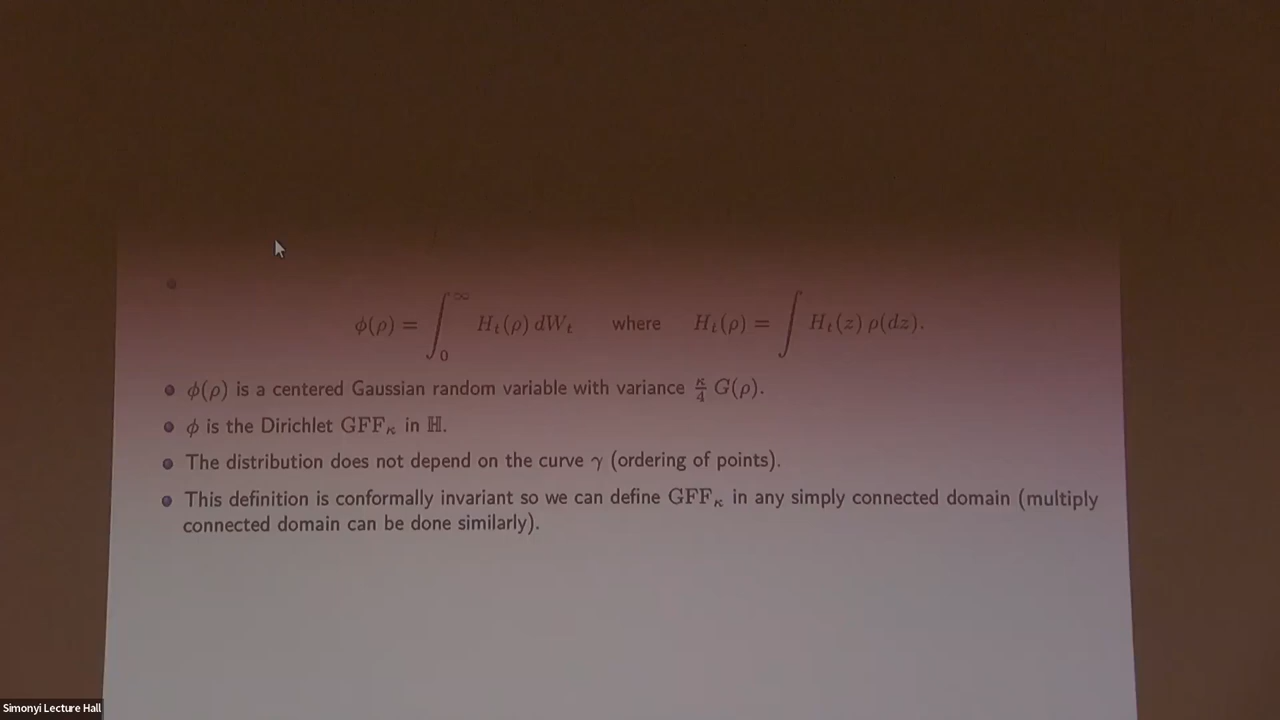 ϕ(ρ) = ∫₀^∞ H_t(ρ) dW_t where H_t(ρ) = ∫ H_t(z) ρ(dz).
ϕ(ρ) is a centered Gaussian random variable with variance κ/4 G(ρ).
ϕ is the Dirichlet GFF_κ in ℍ.
The distribution does not depend on the curve γ (ordering of points).
This definition is conformally invariant so we can define GFF_κ in any simply connected domain (multiply
connected domain can be done similarly).
Simonyi Lecture Hall